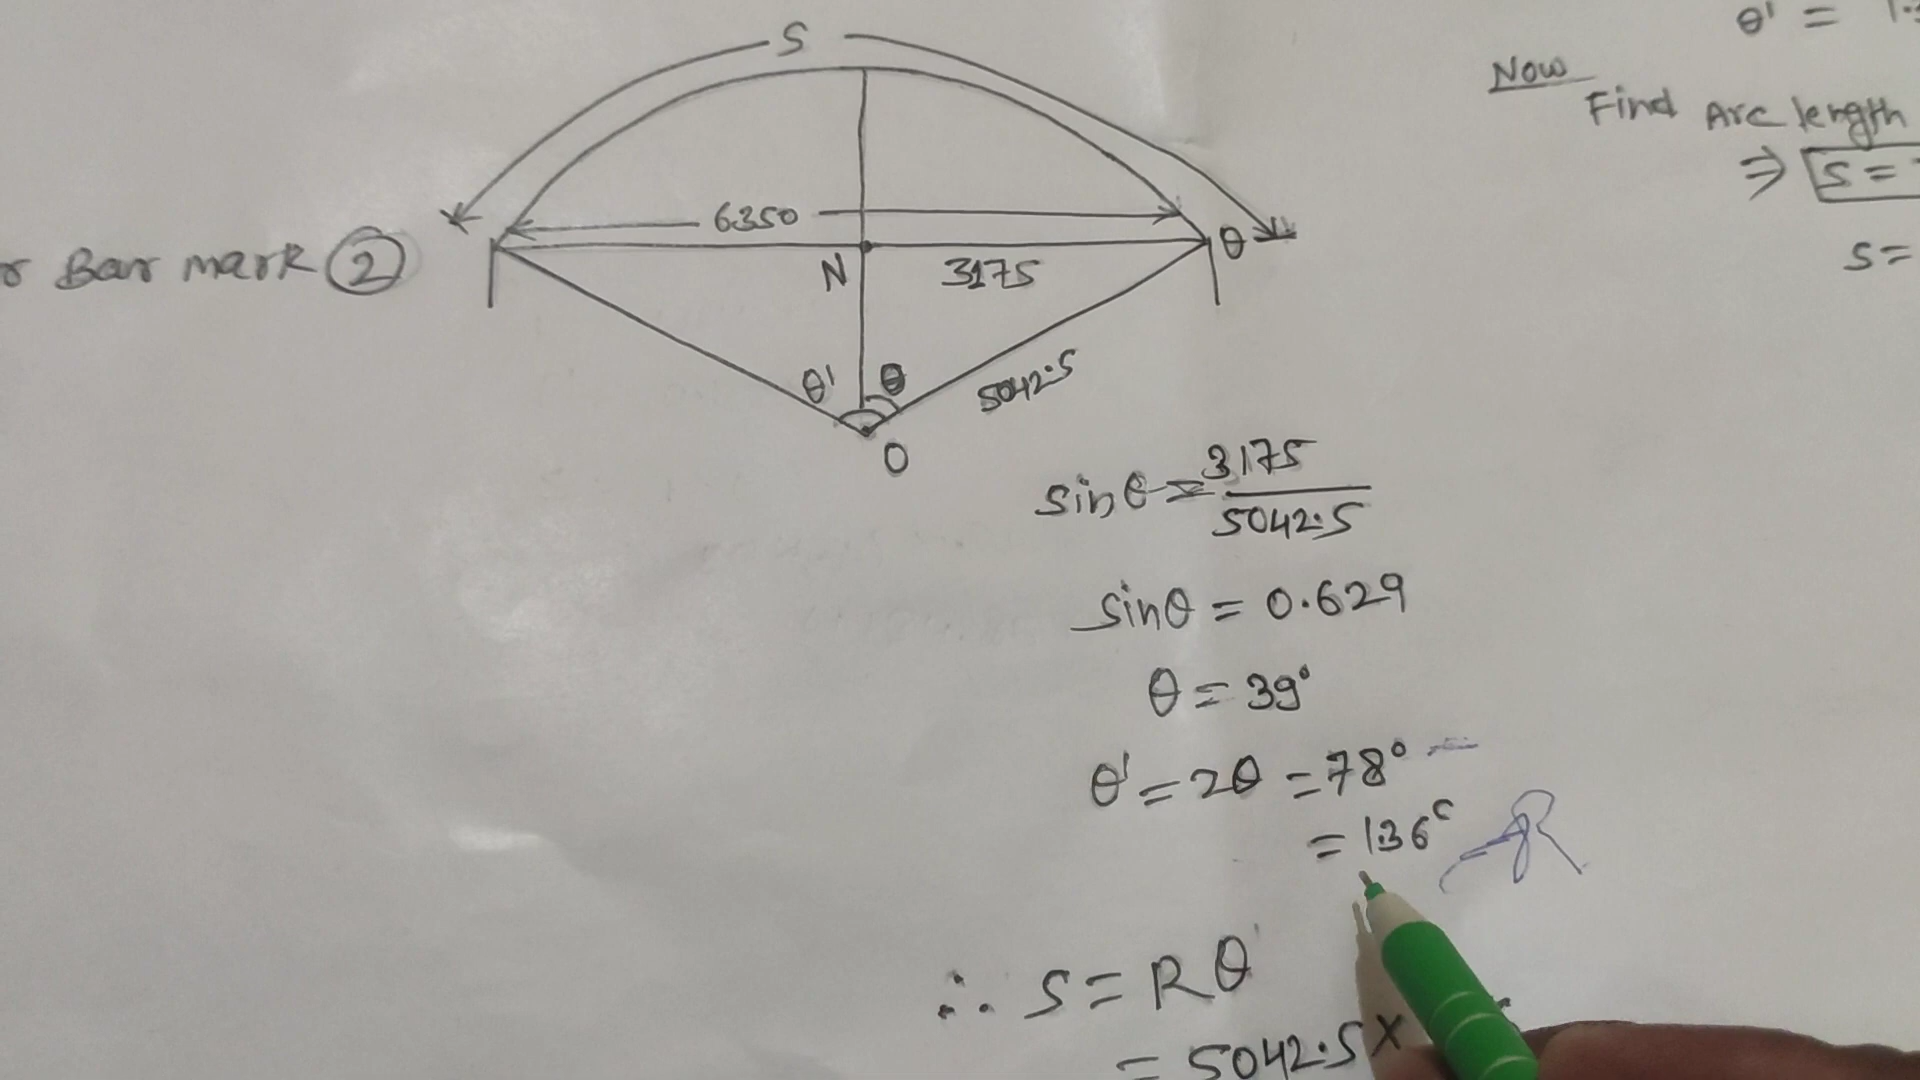 θ' = 1.
Now
Find Arc length
⇒ S =
S =
S
6350
Bar mark 2
N
3175
θ
θ' θ
5042.5
O
sinθ = 3175
5042.5
sinθ = 0.629
θ = 39°
θ' = 2θ = 78°
= 1.36ᶜ
∴ S = Rθ'
= 5042.5 ×